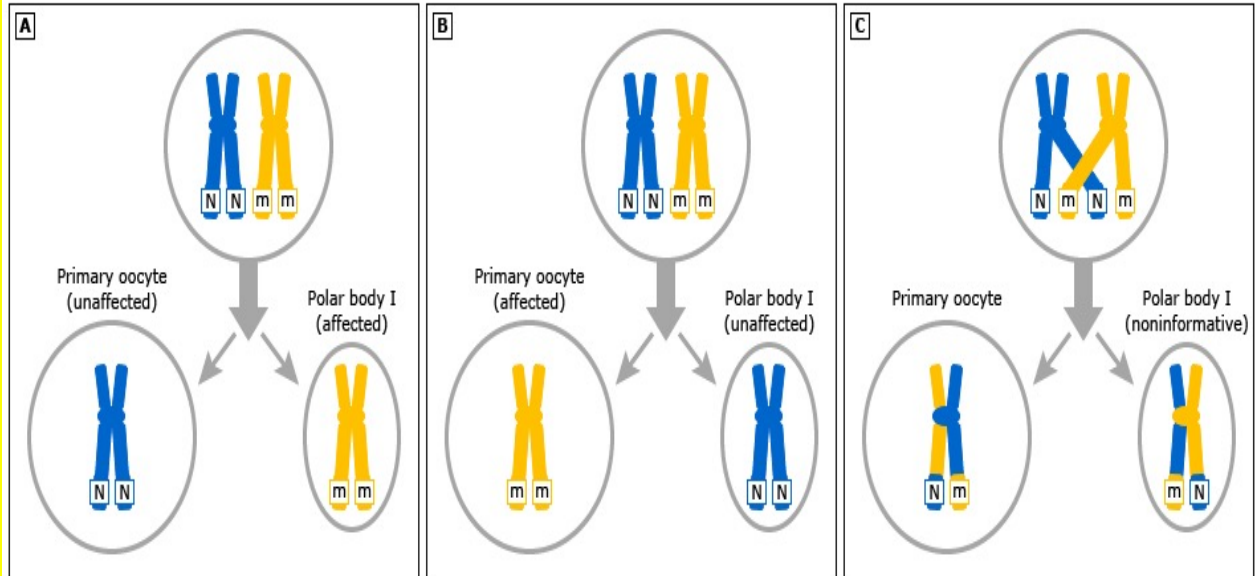 A
N N m m
Primary oocyte
(unaffected)
Polar body I
(affected)
N N
m m
B
N N m m
Primary oocyte
(affected)
Polar body I
(unaffected)
m m
N N
C
N m N m
Primary oocyte
Polar body I
(noninformative)
N m
m N